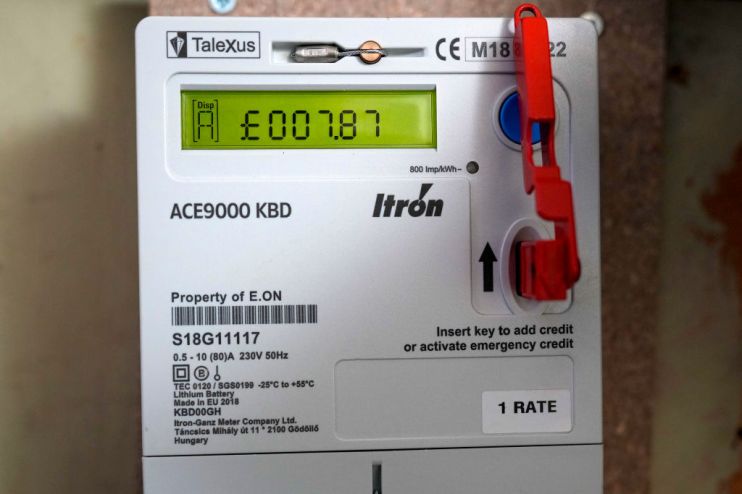 TaleXus
CE M18 22
Disp
A £007.87
800 Imp/kWh~
ACE9000 KBD
Itrón
Property of E.ON
S18G11117
0.5 - 10 (80)A 230V 50Hz
TEC 0120 / SGS0199 -25°C to +55°C
Lithium Battery
Made in EU 2018
KBD00GH
Itron-Ganz Meter Company Ltd.
Táncsics Mihály út 11 * 2100 Gödöllő
Hungary
Insert key to add credit
or activate emergency credit
1 RATE